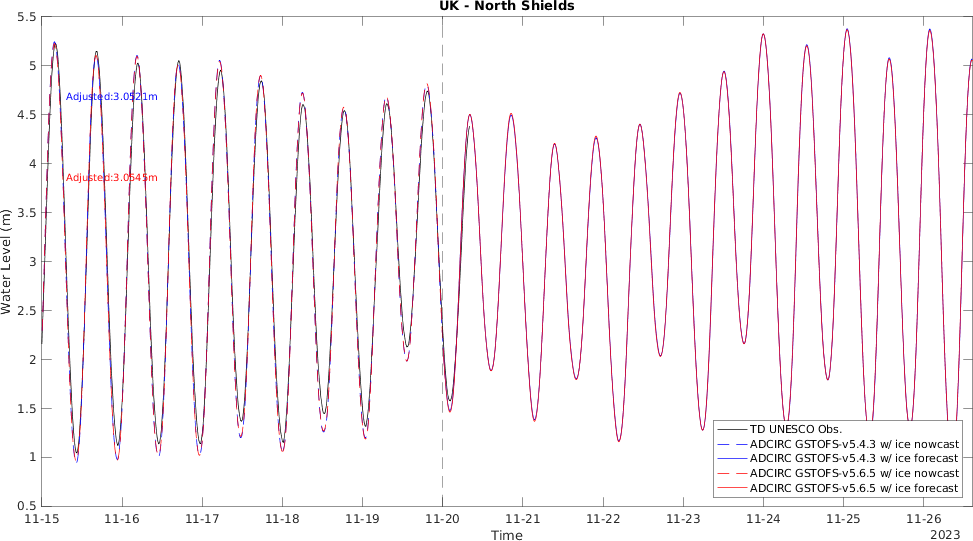 UK - North Shields
5.5
5
4.5
4
3.5
3
2.5
2
1.5
1
0.5
Water Level (m)
Adjusted:3.0521m
Adjusted:3.0545m
TD UNESCO Obs.
ADCIRC GSTOFS-v5.4.3 w/ ice nowcast
ADCIRC GSTOFS-v5.4.3 w/ ice forecast
ADCIRC GSTOFS-v5.6.5 w/ ice nowcast
ADCIRC GSTOFS-v5.6.5 w/ ice forecast
11-15 11-16 11-17 11-18 11-19 11-20 11-21 11-22 11-23 11-24 11-25 11-26
Time
2023